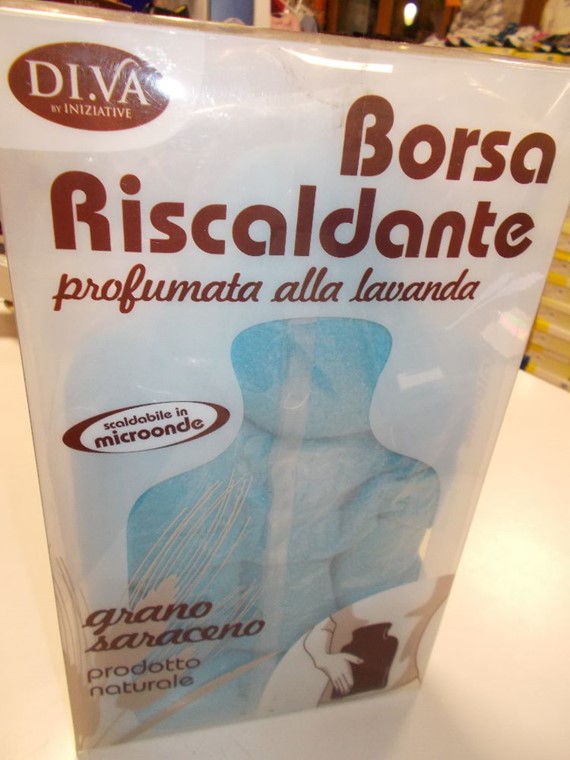 DI.VA
BY INIZIATIVE
Borsa
Riscaldante
profumata alla lavanda
scaldabile in
microonde
grano
saraceno
prodotto
naturale